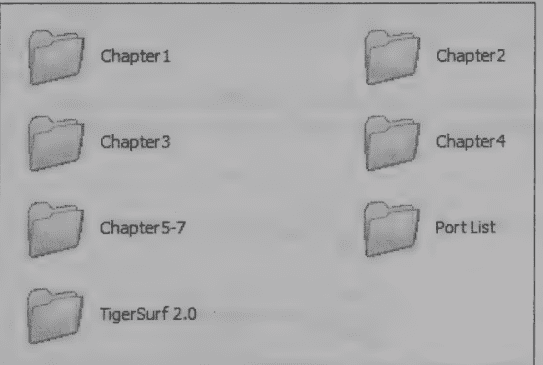 Chapter1
Chapter2
Chapter3
Chapter4
Chapter5-7
Port List
TigerSurf 2.0